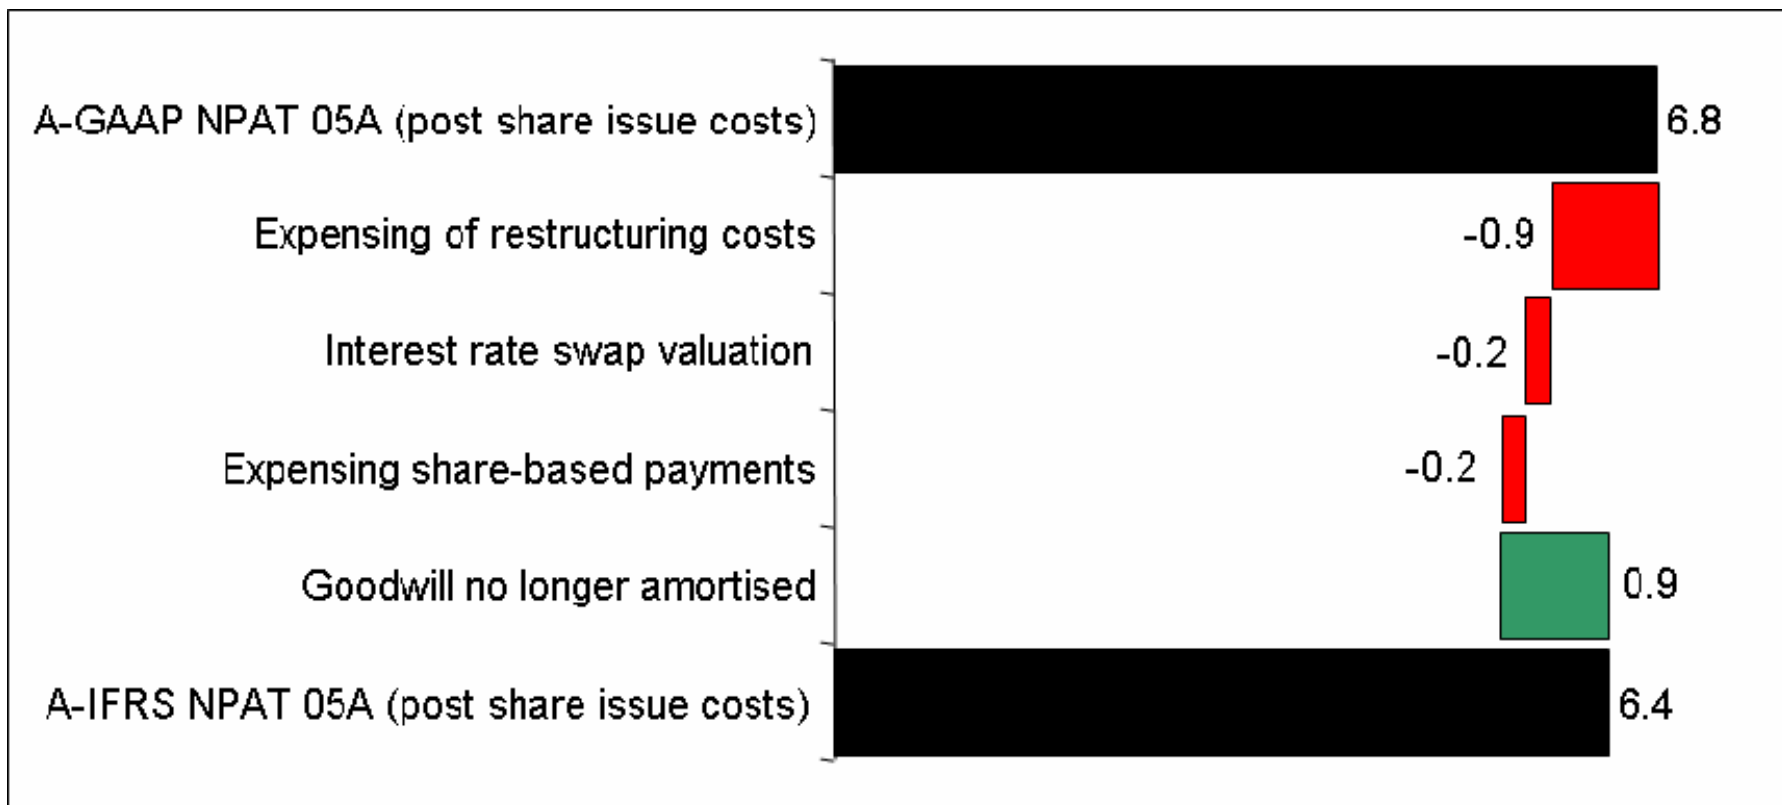 A-GAAP NPAT 05A (post share issue costs) 6.8
Expensing of restructuring costs -0.9
Interest rate swap valuation -0.2
Expensing share-based payments -0.2
Goodwill no longer amortised 0.9
A-IFRS NPAT 05A (post share issue costs) 6.4